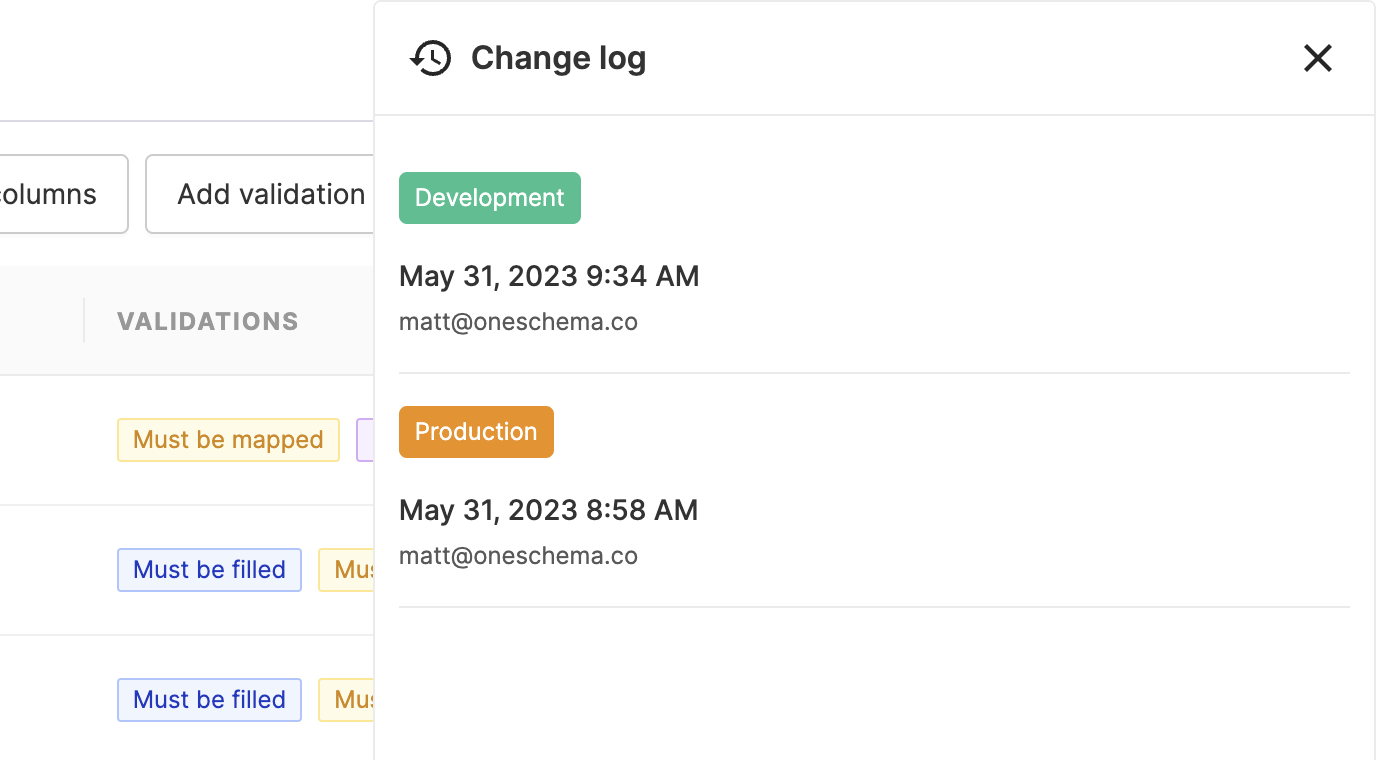 Change log
olumns
Add validation
Development
May 31, 2023 9:34 AM
matt@oneschema.co
VALIDATIONS
Production
Must be mapped
May 31, 2023 8:58 AM
matt@oneschema.co
Must be filled
Mus
Must be filled
Mus